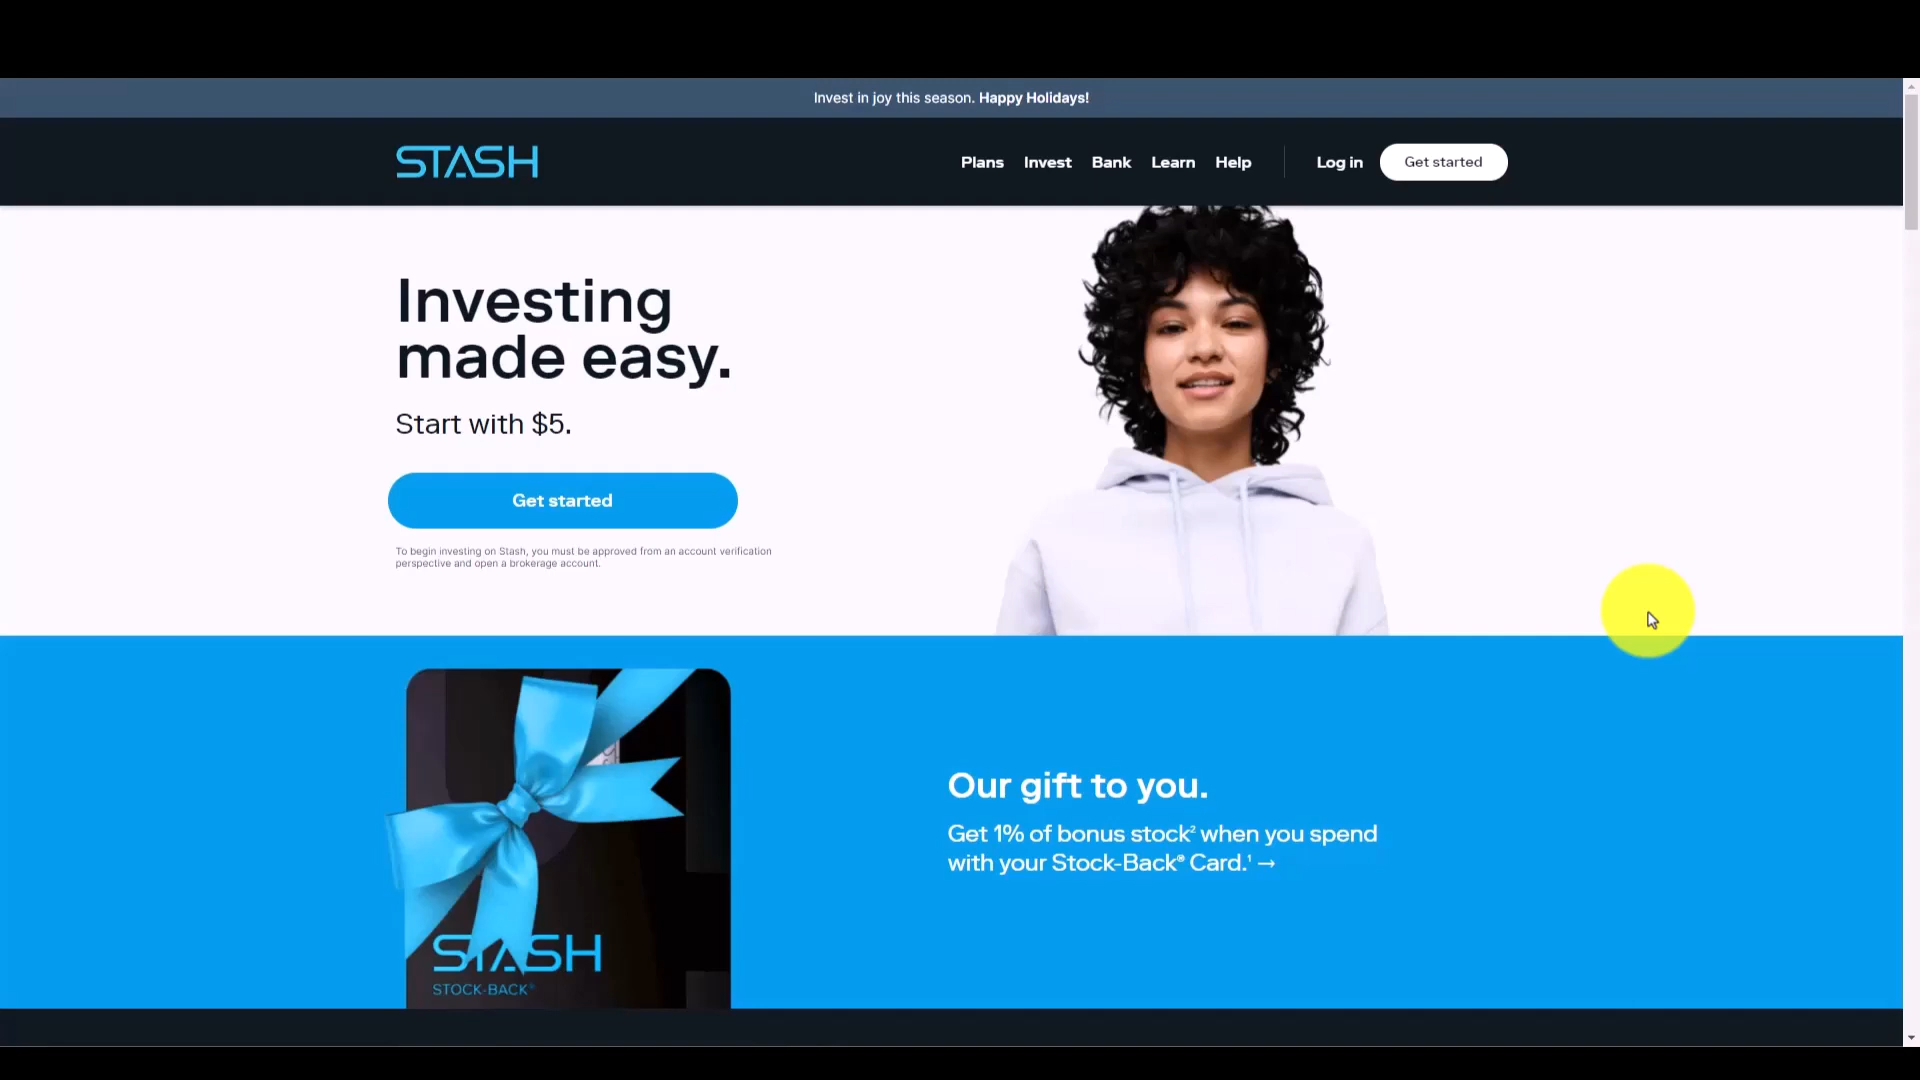 Invest in joy this season. Happy Holidays!
STASH
Plans Invest Bank Learn Help Log in Get started
Investing
made easy.
Start with $5.
Get started
To begin investing on Stash, you must be approved from an account verification
perspective and open a brokerage account.
Our gift to you.
Get 1% of bonus stock² when you spend
with your Stock-Back® Card.¹ →
STASH
STOCK-BACK®